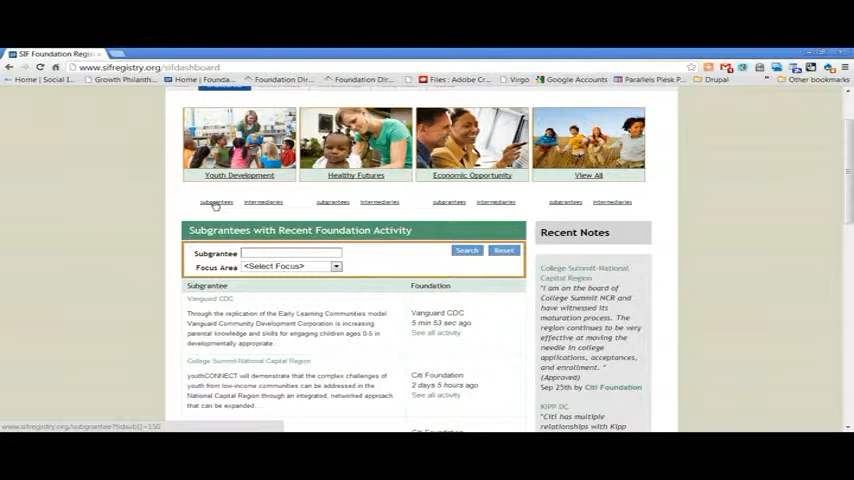 SIF Foundation Regis
www.sifregistry.org/sifdashboard
Home | Social I...
Growth Philanth...
Home | Founda...
Foundation Dir...
Foundation Dir...
Files: Adobe Cr...
Virgo
Google Accounts
Parallels Plesk P...
Drupal
Other bookmarks
Youth Development
Healthy Futures
Economic Opportunity
View All
subgrantees intermediaries
subgrantees intermediaries
subgrantees intermediaries
subgrantees intermediaries
Subgrantees with Recent Foundation Activity
Subgrantee
Search Reset
Focus Area <Select Focus>
Subgrantee Foundation
Vanguard CDC
Through the replication of the Early Learning Communities model
Vanguard Community Development Corporation is increasing
parental knowledge and skills for engaging children ages 0-5 in
developmentally appropriate.
Vanguard CDC
5 min 53 sec ago
See all activity
College Summit-National Capital Region
youthCONNECT will demonstrate that the complex challenges of
youth from low-income communities can be addressed in the
National Capital Region through an integrated, networked approach
that can be expanded...
Citi Foundation
2 days 5 hours ago
See all activity
Recent Notes
College Summit-National
Capital Region
"I am on the board of
College Summit NCR and
have witnessed its
maturation process. The
region continues to be very
effective at moving the
needle in college
applications, acceptances,
and enrollment. "
(Approved)
Sep 25th by Citi Foundation
KIPP DC
"Citi has multiple
relationships with Kipp
sifregistry.org/subgrantee?fldsub[]=150